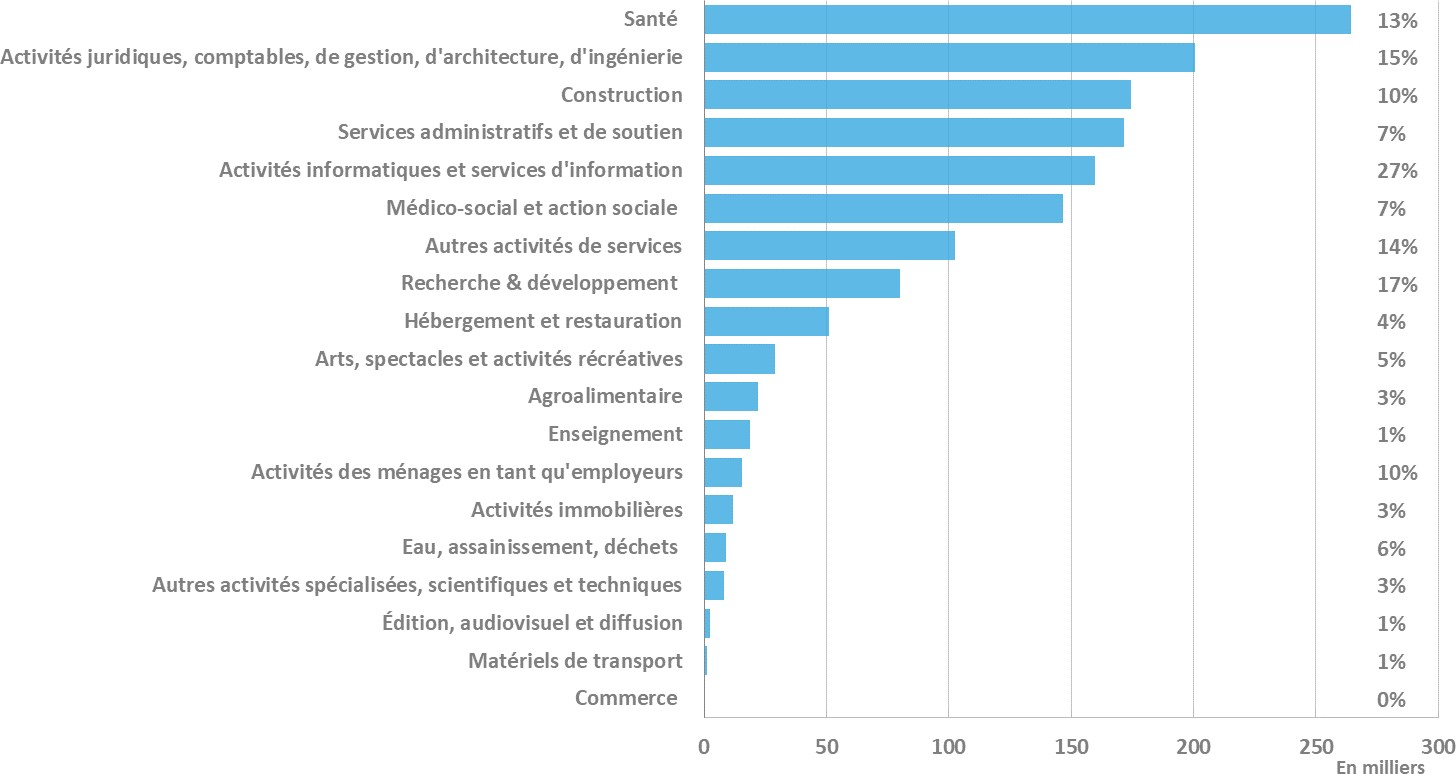 Santé 13%
Activités juridiques, comptables, de gestion, d'architecture, d'ingénierie 15%
Construction 10%
Services administratifs et de soutien 7%
Activités informatiques et services d'information 27%
Médico-social et action sociale 7%
Autres activités de services 14%
Recherche & développement 17%
Hébergement et restauration 4%
Arts, spectacles et activités récréatives 5%
Agroalimentaire 3%
Enseignement 1%
Activités des ménages en tant qu'employeurs 10%
Activités immobilières 3%
Eau, assainissement, déchets 6%
Autres activités spécialisées, scientifiques et techniques 3%
Édition, audiovisuel et diffusion 1%
Matériels de transport 1%
Commerce 0%
0 50 100 150 200 250 300
En milliers